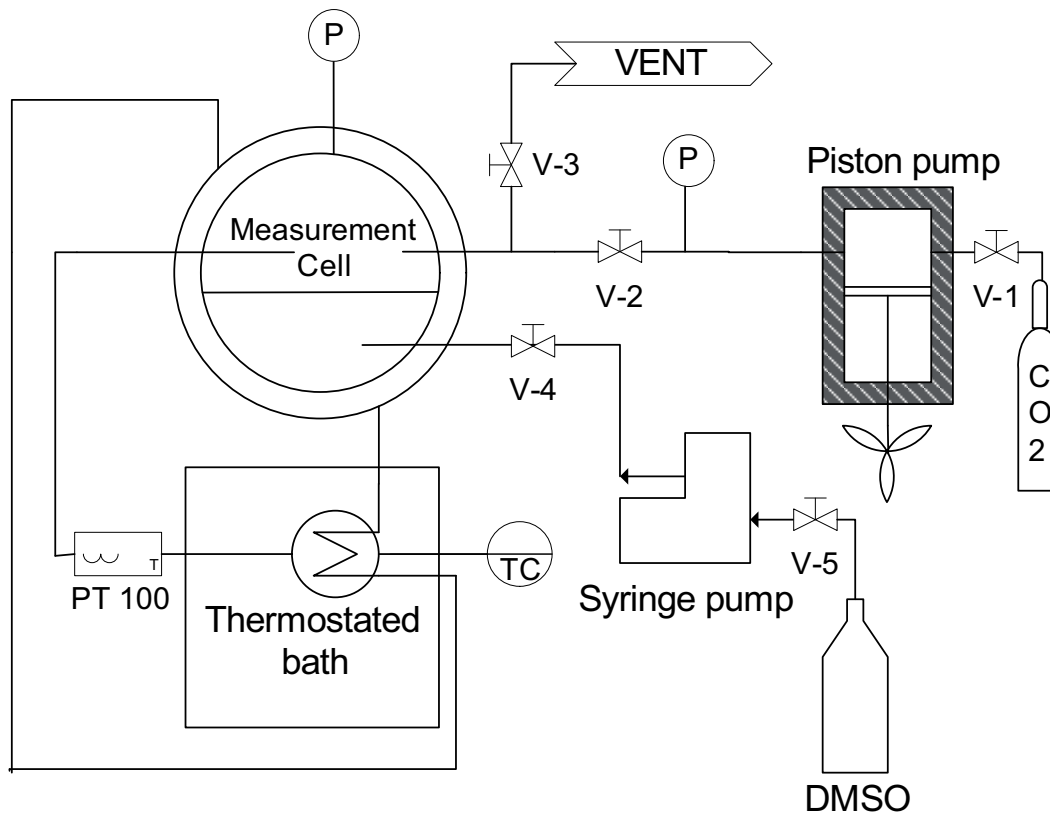 P
VENT
V-3
P
Piston pump
Measurement
Cell
V-2
V-1
V-4
C
O
2
TC
V-5
T
PT 100
Syringe pump
Thermostated
bath
DMSO